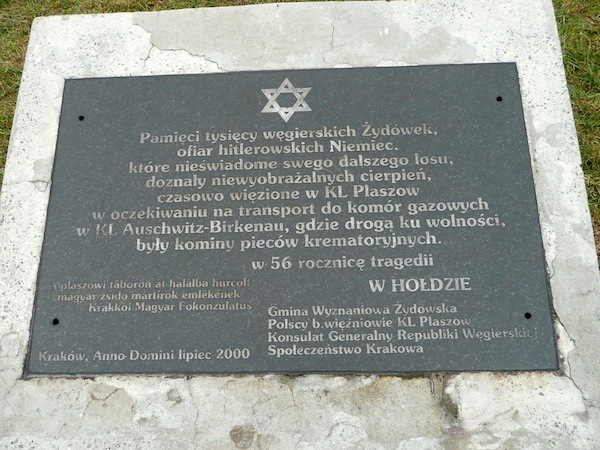 Pamięci tysięcy węgierskich Żydówek,
ofiar hitlerowskich Niemiec,
które nieświadome swego dalszego losu,
doznały niewyobrażalnych cierpień,
czasowo więzione w KL Plaszow
w oczekiwaniu na transport do komór gazowych
w KL Auschwitz-Birkenau, gdzie drogą ku wolności,
były kominy pieców krematoryjnych.
w 56 rocznicę tragedii
A plaszowi táboron át halálba hurcolt
magyar zsido mártirok emlékének
Krakkói Magyar Fokonzulatus
W HOŁDZIE
Gmina Wyznaniowa Żydowska
Polscy b.więźniowie KL Plaszow
Konsulat Generalny Republiki Węgierskiej
Społeczeństwo Krakowa
Kraków, Anno Domini lipiec 2000